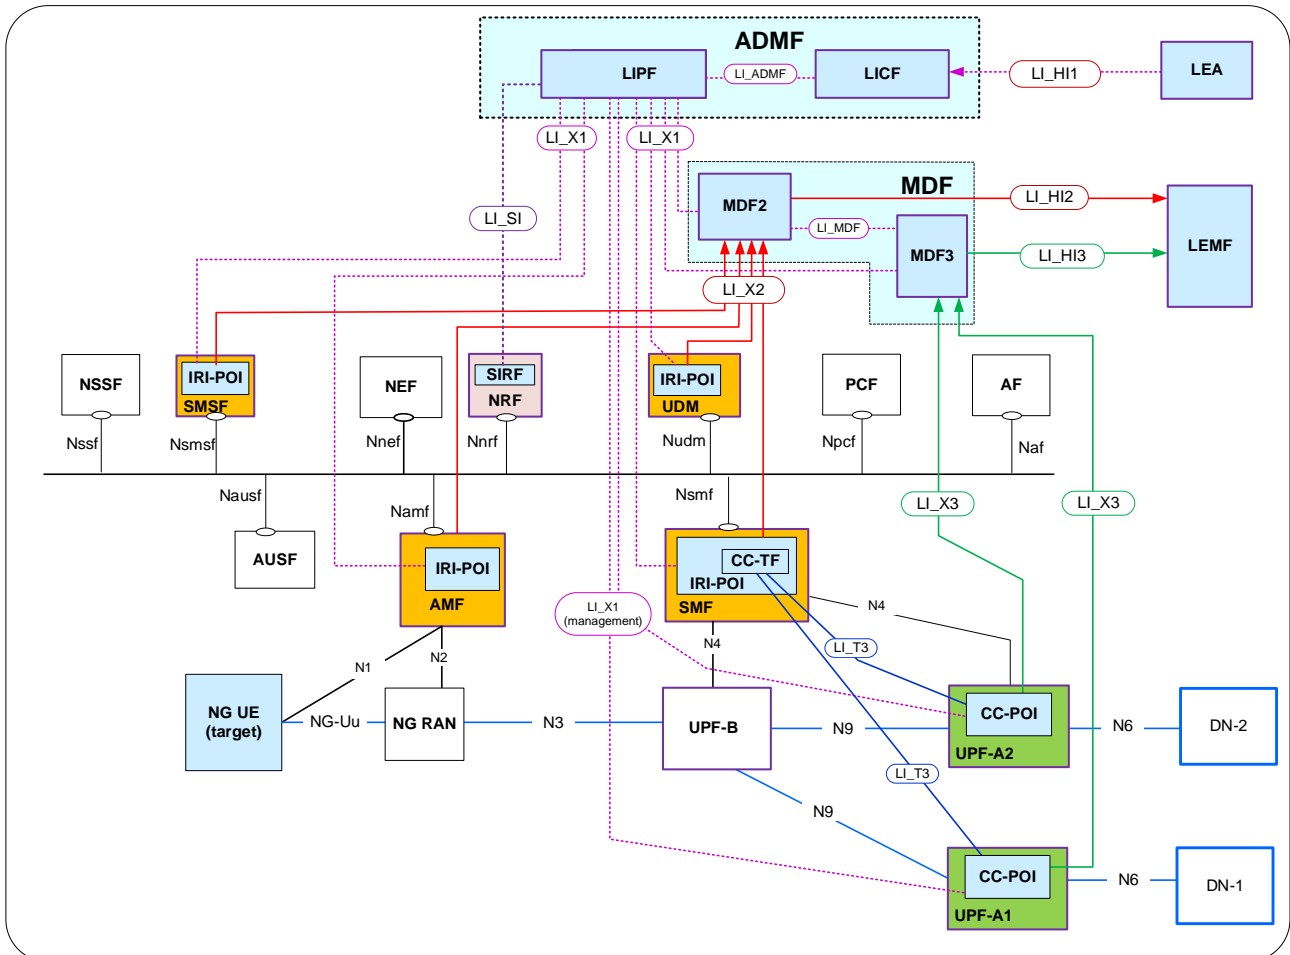 ADMF
LIPF
LI_ADMF
LICF
LI_HI1
LEA
LI_X1
LI_X1
MDF
LI_SI
MDF2
LI_HI2
LI_MDF
LEMF
MDF3
LI_HI3
LI_X2
NSSF
IRI-POI
SMSF
NEF
SIRF
NRF
IRI-POI
UDM
PCF
AF
Nssf
Nsmsf
Nnef
Nnrf
Nudm
Npcf
Naf
Nausf
Namf
Nsmf
LI_X3
LI_X3
AUSF
IRI-POI
AMF
CC-TF
IRI-POI
SMF
LI_X1
(management)
N4
N4
LI_T3
N1
N2
NG UE
(target)
NG-Uu
NG RAN
N3
UPF-B
N9
CC-POI
UPF-A2
N6
DN-2
LI_T3
N9
CC-POI
UPF-A1
N6
DN-1